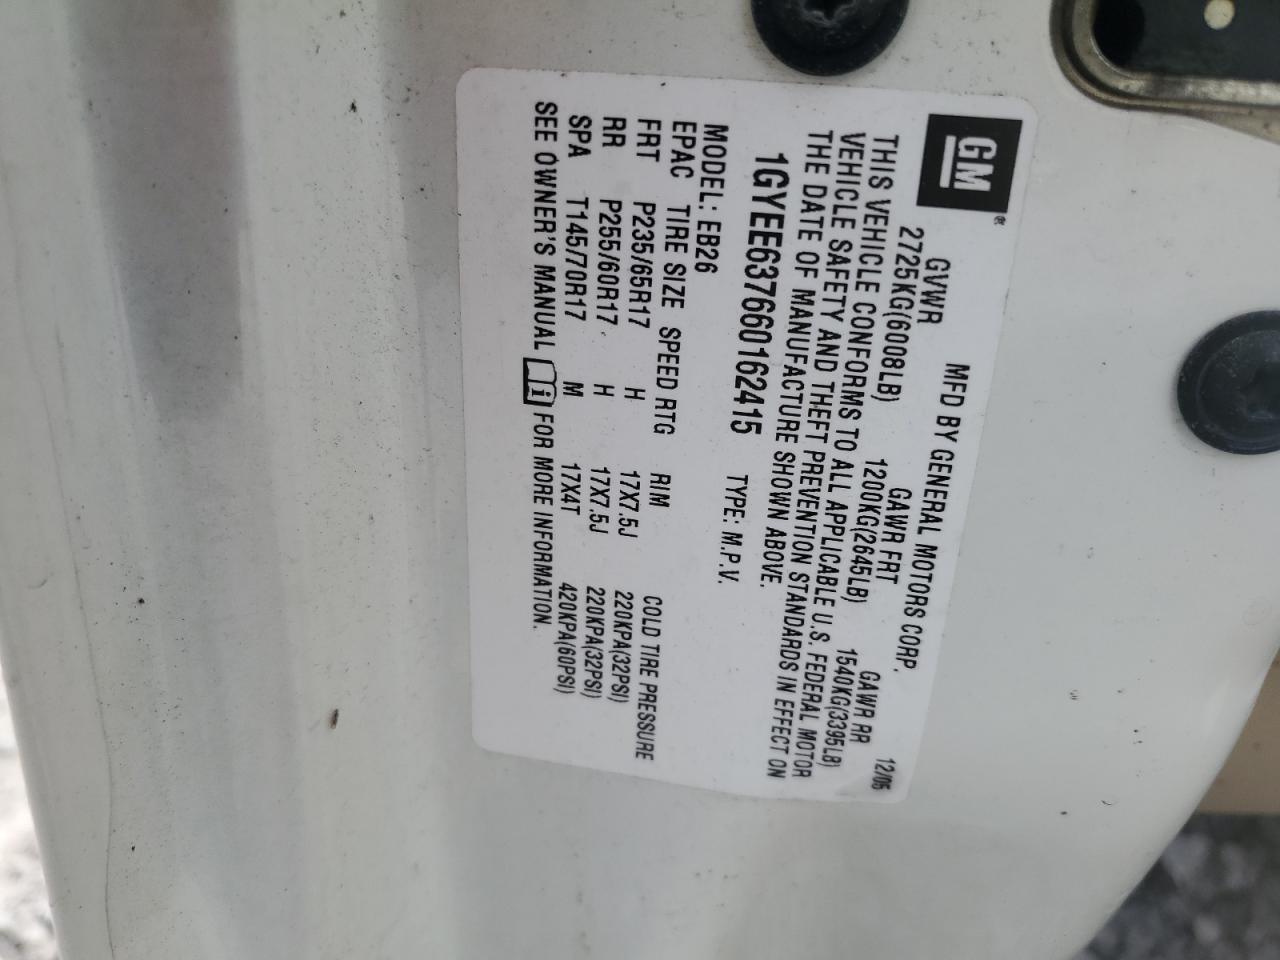 GM
MFD BY GENERAL MOTORS CORP. 12/05
GVWR GAWR FRT GAWR RR
2725KG(6008LB) 1200KG(2645LB) 1540KG(3395LB)
THIS VEHICLE CONFORMS TO ALL APPLICABLE U.S. FEDERAL MOTOR
VEHICLE SAFETY AND THEFT PREVENTION STANDARDS IN EFFECT ON
THE DATE OF MANUFACTURE SHOWN ABOVE.
1GYEE637660162415 TYPE: M.P.V.
MODEL: EB26
EPAC TIRE SIZE SPEED RTG RIM COLD TIRE PRESSURE
FRT P235/65R17 H 17X7.5J 220KPA(32PSI)
RR P255/60R17 H 17X7.5J 220KPA(32PSI)
SPA T145/70R17 M 17X4T 420KPA(60PSI)
SEE OWNER'S MANUAL i FOR MORE INFORMATION.